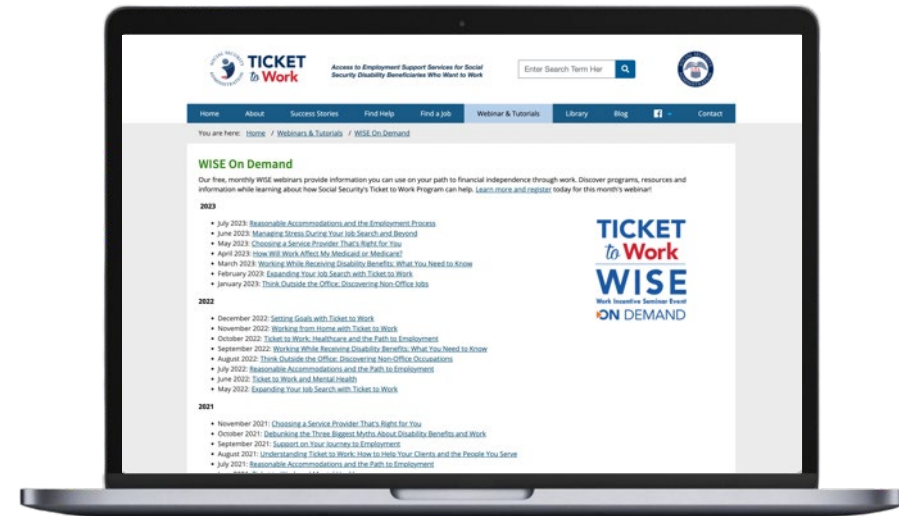 TICKET
to Work
Access to Employment Support Services for Social
Security Disability Beneficiaries Who Want to Work
Enter Search Term Her
Home About Success Stories Find Help Find a Job Webinar & Tutorials Library Blog Contact
You are here: Home / Webinars & Tutorials / WISE On Demand
WISE On Demand
Our free, monthly WISE webinars provide information you can use on your path to financial independence through work. Discover programs, resources and
information while learning about how Social Security's Ticket to Work Program can help. Learn more and register today for this month's webinar!
2023
• July 2023: Reasonable Accommodations and the Employment Process
• June 2023: Managing Stress During Your Job Search and Beyond
• May 2023: Choosing a Service Provider That's Right for You
• April 2023: How Will Work Affect My Medicaid or Medicare?
• March 2023: Working While Receiving Disability Benefits: What You Need to Know
• February 2023: Expanding Your Job Search with Ticket to Work
• January 2023: Think Outside the Office: Discovering Non-Office Jobs
TICKET
to Work
WISE
Work Incentive Seminar Event
ON DEMAND
2022
• December 2022: Setting Goals with Ticket to Work
• November 2022: Working from Home with Ticket to Work
• October 2022: Ticket to Work: Healthcare and the Path to Employment
• September 2022: Working While Receiving Disability Benefits: What You Need to Know
• August 2022: Think Outside the Office: Discovering Non-Office Occupations
• July 2022: Reasonable Accommodations and the Path to Employment
• June 2022: Ticket to Work and Mental Health
• May 2022: Expanding Your Job Search with Ticket to Work
2021
• November 2021: Choosing a Service Provider That's Right for You
• October 2021: Debunking the Three Biggest Myths About Disability Benefits and Work
• September 2021: Support on Your Journey to Employment
• August 2021: Understanding Ticket to Work: How to Help Your Clients and the People You Serve
• July 2021: Reasonable Accommodations and the Path to Employment